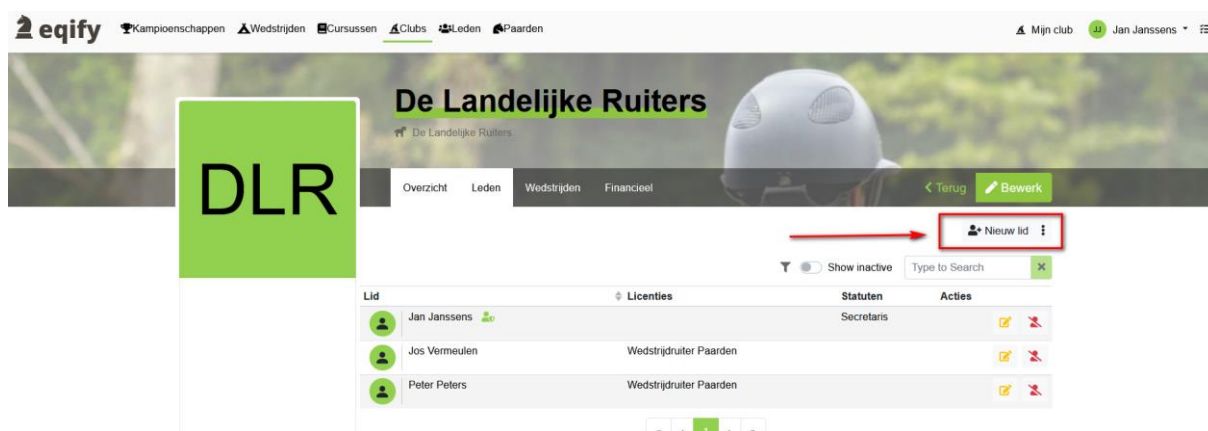 eqify Kampioenschappen Wedstrijden Cursussen Clubs Leden Paarden Mijn club JJ Jan Janssens
De Landelijke Ruiters
De Landelijke Ruiters
DLR
Overzicht Leden Wedstrijden Financieel Terug Bewerk
Nieuw lid
Show inactive Type to Search
Lid Licenties Statuten Acties
Jan Janssens Secretaris
Jos Vermeulen Wedstrijdruiter Paarden
Peter Peters Wedstrijdruiter Paarden